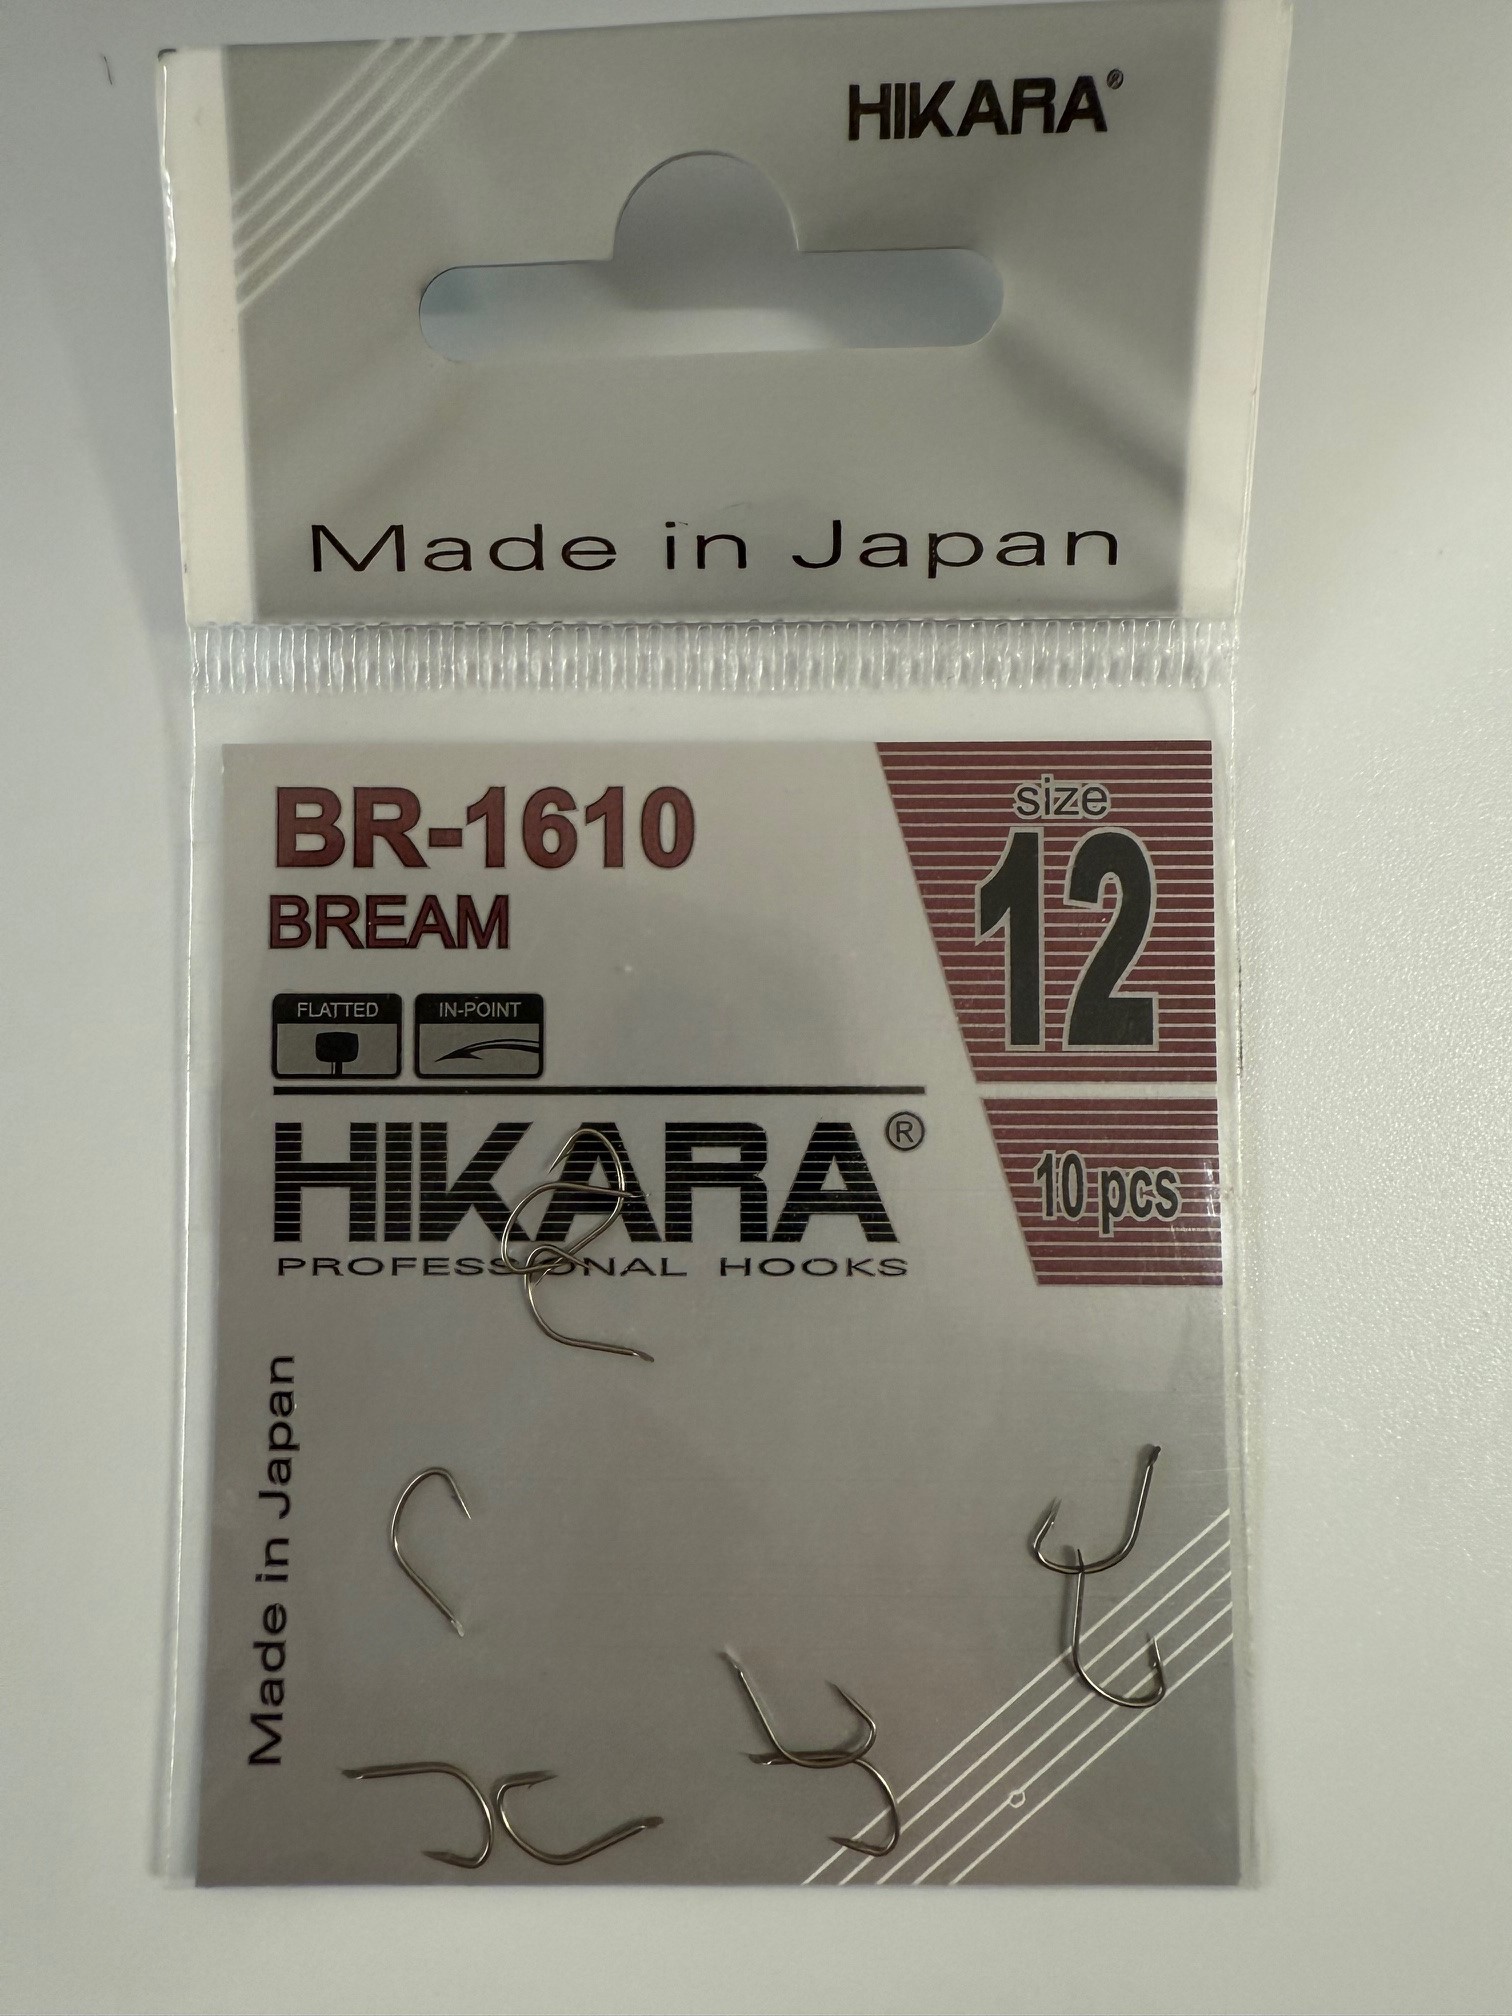 HIKARA®
Made in Japan
BR-1610
BREAM
size
12
FLATTED
IN-POINT
10 pcs
HIKARA®
PROFESSIONAL HOOKS
Made in Japan